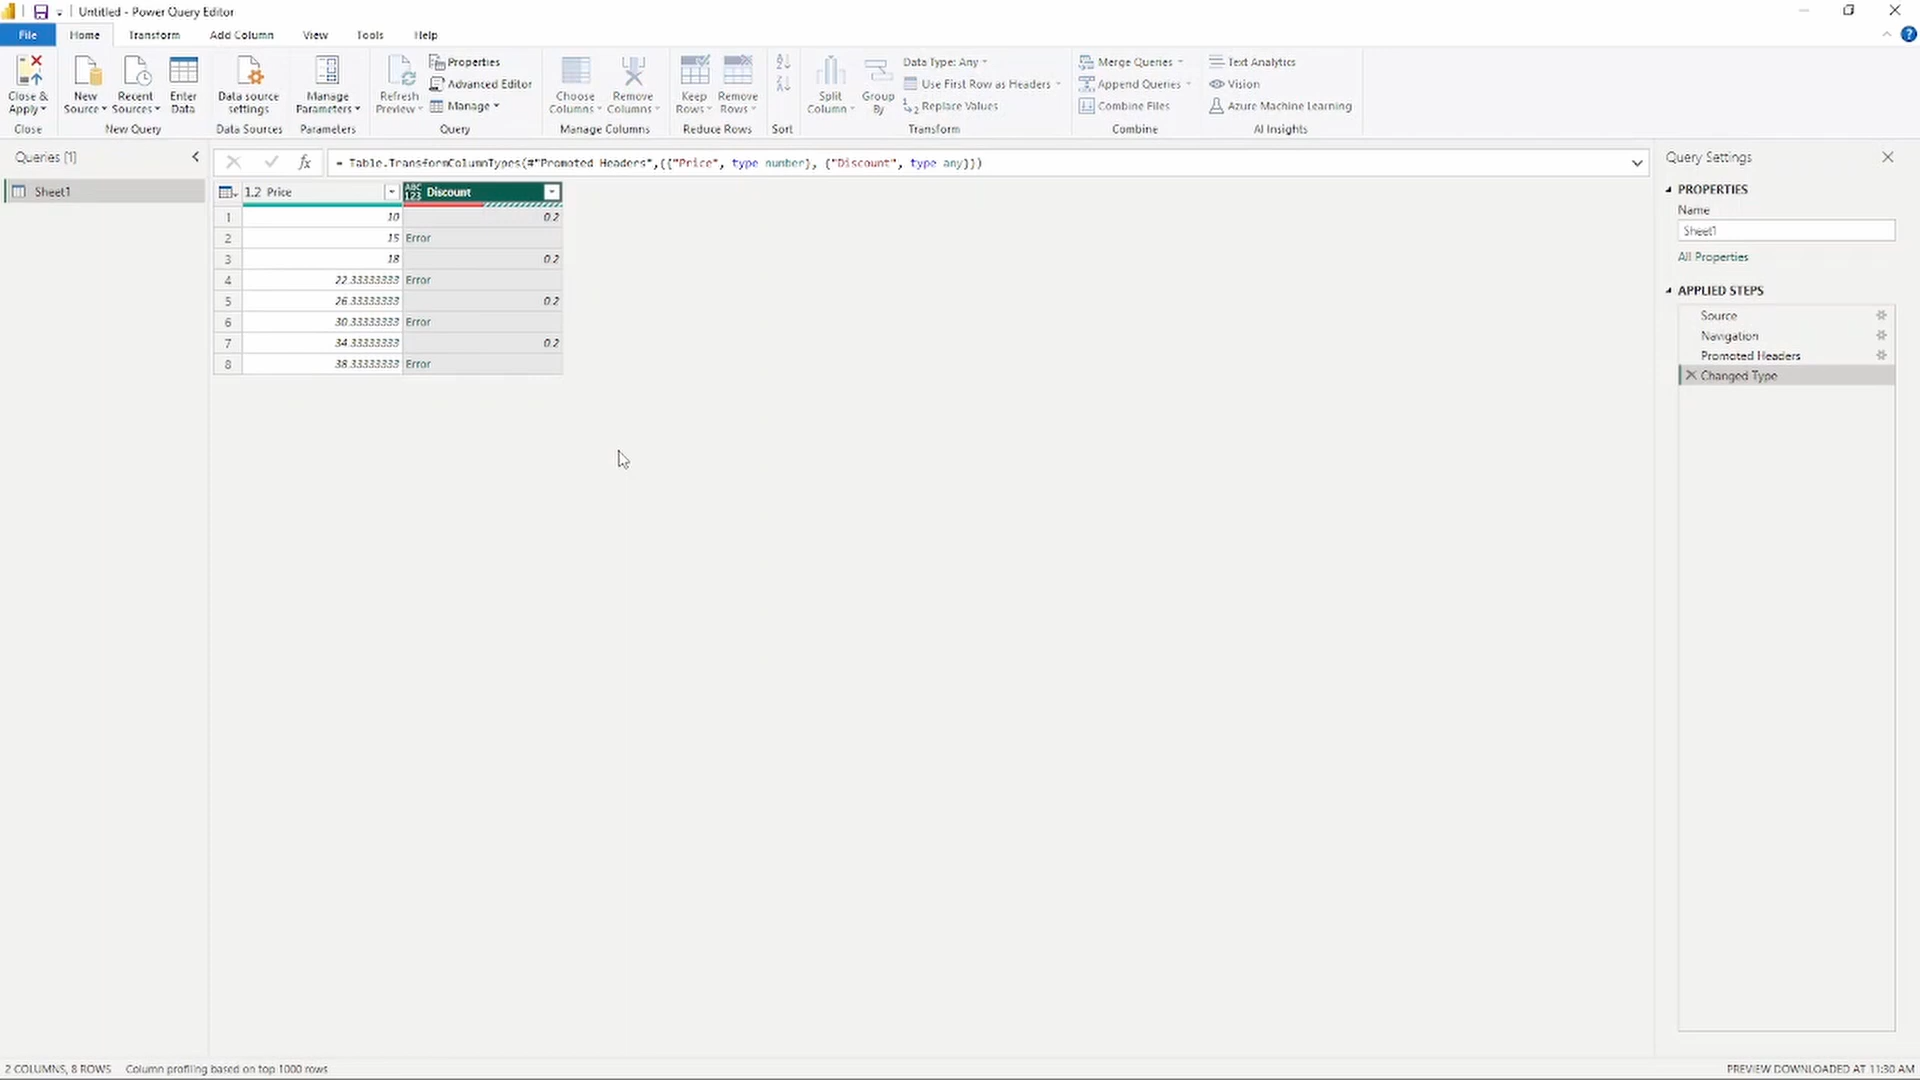 Untitled - Power Query Editor
File Home Transform Add Column View Tools Help
Close & Apply
Close
New Source
Recent Sources
Enter Data
New Query
Data source settings
Data Sources
Manage Parameters
Parameters
Refresh Preview
Properties
Advanced Editor
Manage
Query
Choose Columns
Remove Columns
Manage Columns
Keep Rows
Remove Rows
Reduce Rows
Sort
Split Column
Group By
Data Type: Any
Use First Row as Headers
Replace Values
Transform
Merge Queries
Append Queries
Combine Files
Combine
Text Analytics
Vision
Azure Machine Learning
AI Insights
Queries [1]
Sheet1
fx
= Table.TransformColumnTypes(#"Promoted Headers",{{"Price", type number}, {"Discount", type any}})
1.2 Price ABC 123 Discount
1 10 0.2
2 15 Error
3 18 0.2
4 22.33333333 Error
5 26.33333333 0.2
6 30.33333333 Error
7 34.33333333 0.2
8 38.33333333 Error
Query Settings
PROPERTIES
Name
Sheet1
All Properties
APPLIED STEPS
Source
Navigation
Promoted Headers
Changed Type
2 COLUMNS, 8 ROWS Column profiling based on top 1000 rows
PREVIEW DOWNLOADED AT 11:30 AM